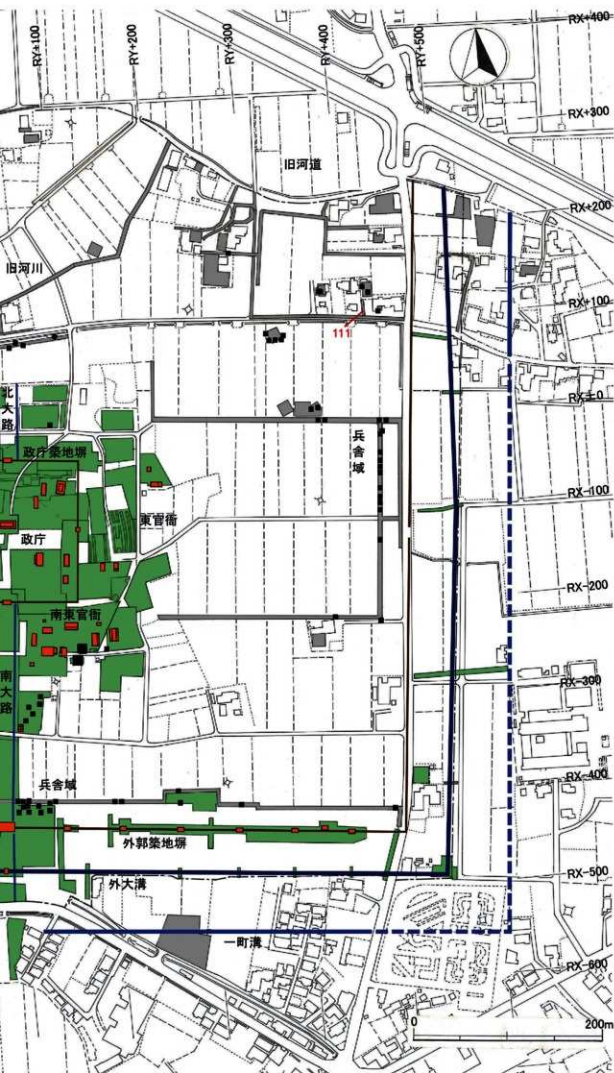 RY+100
RY+200
RY+300
RY+400
RY+500
RX+400
RX+300
旧河道
RX+200
旧河川
RX+100
111
RX±0
北大路
兵舎域
政庁築地塀
RX-100
東官衙
政庁
RX-200
南東官衙
南大路
RX-300
兵舎域
RX-400
外郭築地塀
RX-500
外大溝
一町溝
RX-600
0
200m